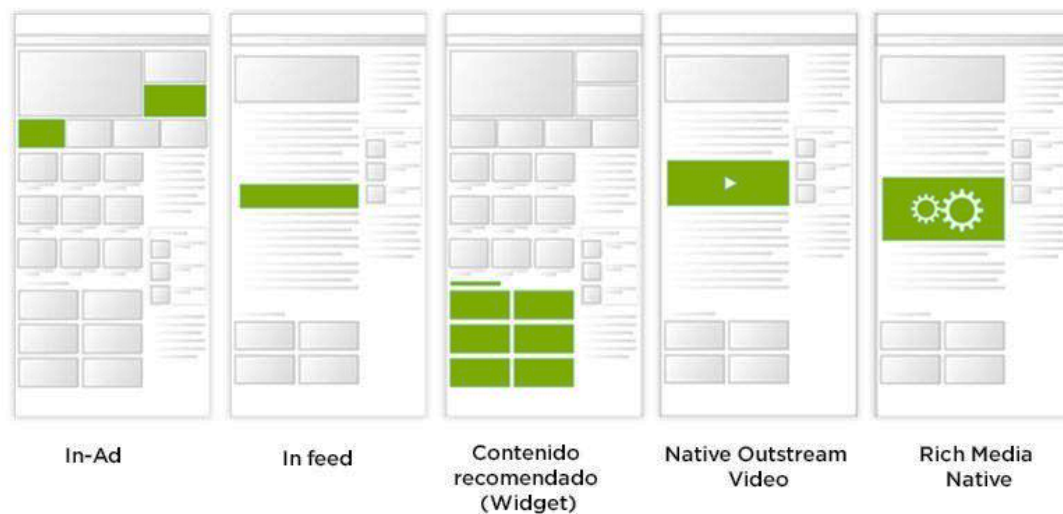 In-Ad
In feed
Contenido
recomendado
(Widget)
Native Outstream
Video
Rich Media
Native